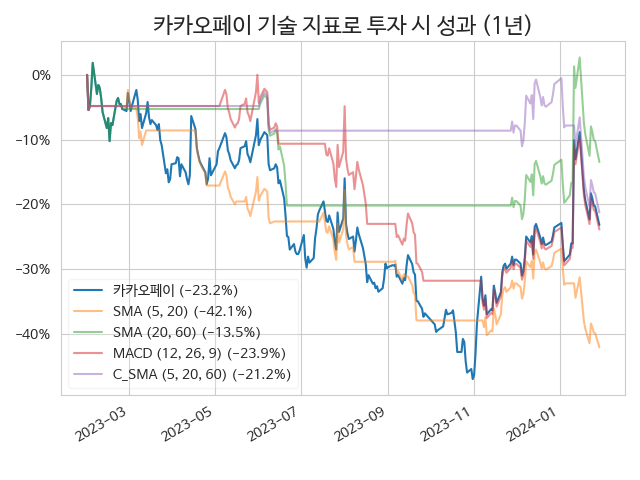 카카오페이 기술 지표로 투자 시 성과 (1년)
0%
−10%
−20%
−30%
−40%
카카오페이 (−23.2%)
SMA (5, 20) (−42.1%)
SMA (20, 60) (−13.5%)
MACD (12, 26, 9) (−23.9%)
C_SMA (5, 20, 60) (−21.2%)
2023−03
2023−05
2023−07
2023−09
2023−11
2024−01